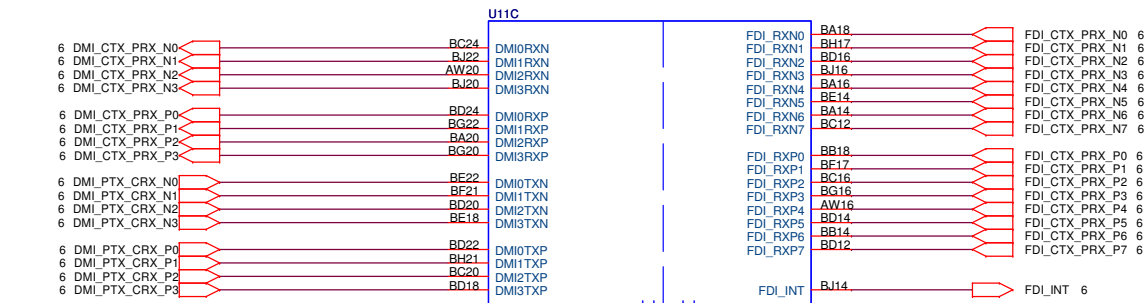 U11C
6 DMI_CTX_PRX_N0 BC24 DMI0RXN FDI_RXN0 BA18 FDI_CTX_PRX_N0 6
6 DMI_CTX_PRX_N1 BJ22 DMI1RXN FDI_RXN1 BH17 FDI_CTX_PRX_N1 6
6 DMI_CTX_PRX_N2 AW20 DMI2RXN FDI_RXN2 BD16 FDI_CTX_PRX_N2 6
6 DMI_CTX_PRX_N3 BJ20 DMI3RXN FDI_RXN3 BJ16 FDI_CTX_PRX_N3 6
FDI_RXN4 BA16 FDI_CTX_PRX_N4 6
FDI_RXN5 BE14 FDI_CTX_PRX_N5 6
6 DMI_CTX_PRX_P0 BD24 DMI0RXP FDI_RXN6 BA14 FDI_CTX_PRX_N6 6
6 DMI_CTX_PRX_P1 BG22 DMI1RXP FDI_RXN7 BC12 FDI_CTX_PRX_N7 6
6 DMI_CTX_PRX_P2 BA20 DMI2RXP
6 DMI_CTX_PRX_P3 BG20 DMI3RXP FDI_RXP0 BB18 FDI_CTX_PRX_P0 6
FDI_RXP1 BF17 FDI_CTX_PRX_P1 6
6 DMI_PTX_CRX_N0 BE22 DMI0TXN FDI_RXP2 BC16 FDI_CTX_PRX_P2 6
6 DMI_PTX_CRX_N1 BF21 DMI1TXN FDI_RXP3 BG16 FDI_CTX_PRX_P3 6
6 DMI_PTX_CRX_N2 BD20 DMI2TXN FDI_RXP4 AW16 FDI_CTX_PRX_P4 6
6 DMI_PTX_CRX_N3 BE18 DMI3TXN FDI_RXP5 BD14 FDI_CTX_PRX_P5 6
FDI_RXP6 BB14 FDI_CTX_PRX_P6 6
6 DMI_PTX_CRX_P0 BD22 DMI0TXP FDI_RXP7 BD12 FDI_CTX_PRX_P7 6
6 DMI_PTX_CRX_P1 BH21 DMI1TXP
6 DMI_PTX_CRX_P2 BC20 DMI2TXP
6 DMI_PTX_CRX_P3 BD18 DMI3TXP FDI_INT BJ14 FDI_INT 6